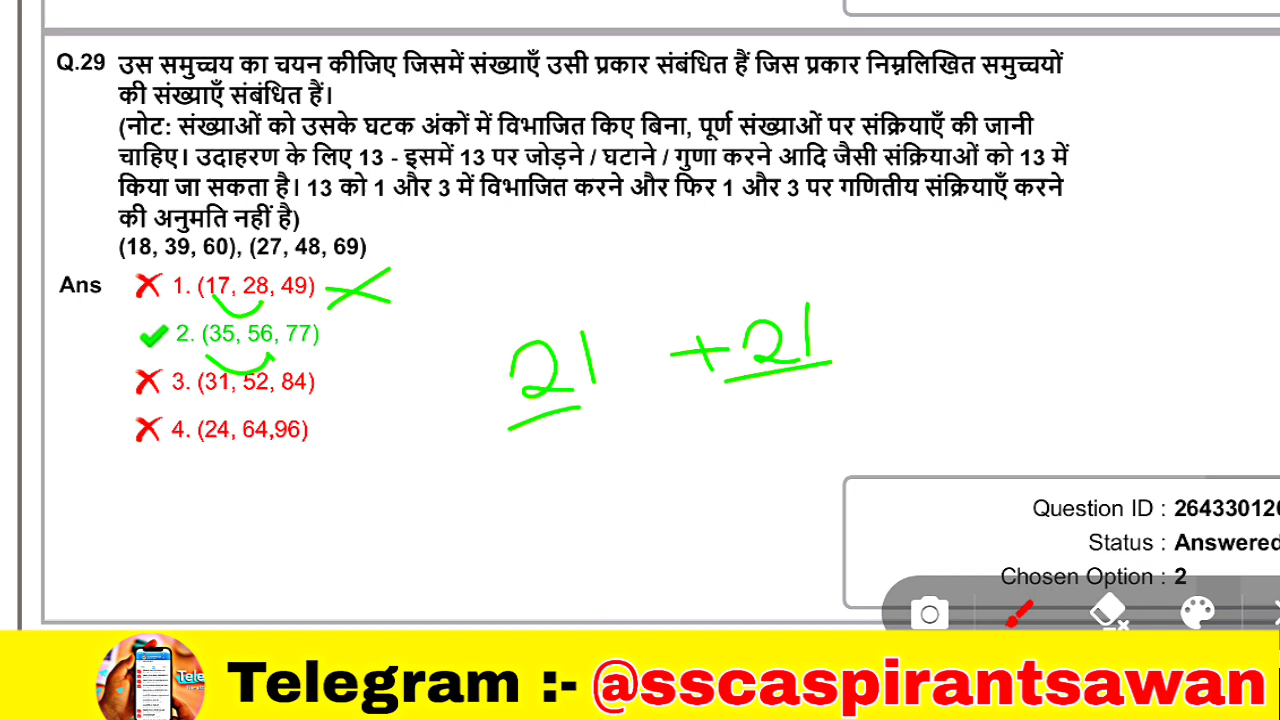 Q.29 उस समुच्चय का चयन कीजिए जिसमें संख्याएँ उसी प्रकार संबंधित हैं जिस प्रकार निम्नलिखित समुच्चयों
की संख्याएँ संबंधित हैं।
(नोट: संख्याओं को उसके घटक अंकों में विभाजित किए बिना, पूर्ण संख्याओं पर संक्रियाएँ की जानी
चाहिए। उदाहरण के लिए 13 - इसमें 13 पर जोड़ने / घटाने / गुणा करने आदि जैसी संक्रियाओं को 13 में
किया जा सकता है। 13 को 1 और 3 में विभाजित करने और फिर 1 और 3 पर गणितीय संक्रियाएँ करने
की अनुमति नहीं है)
(18, 39, 60), (27, 48, 69)
Ans 1. (17, 28, 49)
2. (35, 56, 77)
21 +21
3. (31, 52, 84)
4. (24, 64,96)
Question ID : 264330120
Status : Answered
Chosen Option : 2
Tele
Telegram :- @sscaspirantsawan